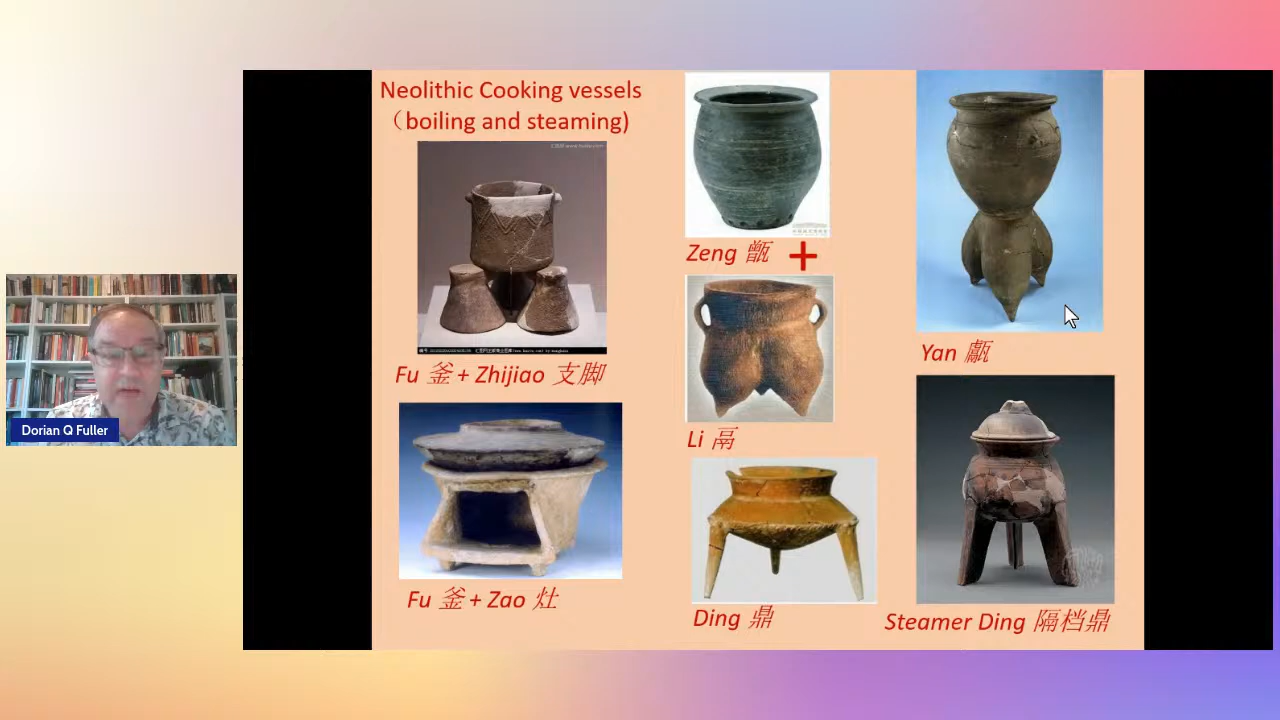 Neolithic Cooking vessels
（boiling and steaming)
Fu 釜 + Zhijiao 支脚
Fu 釜 + Zao 灶
Zeng 甑 +
Li 鬲
Ding 鼎
Yan 甗
Steamer Ding 隔档鼎
Dorian Q Fuller